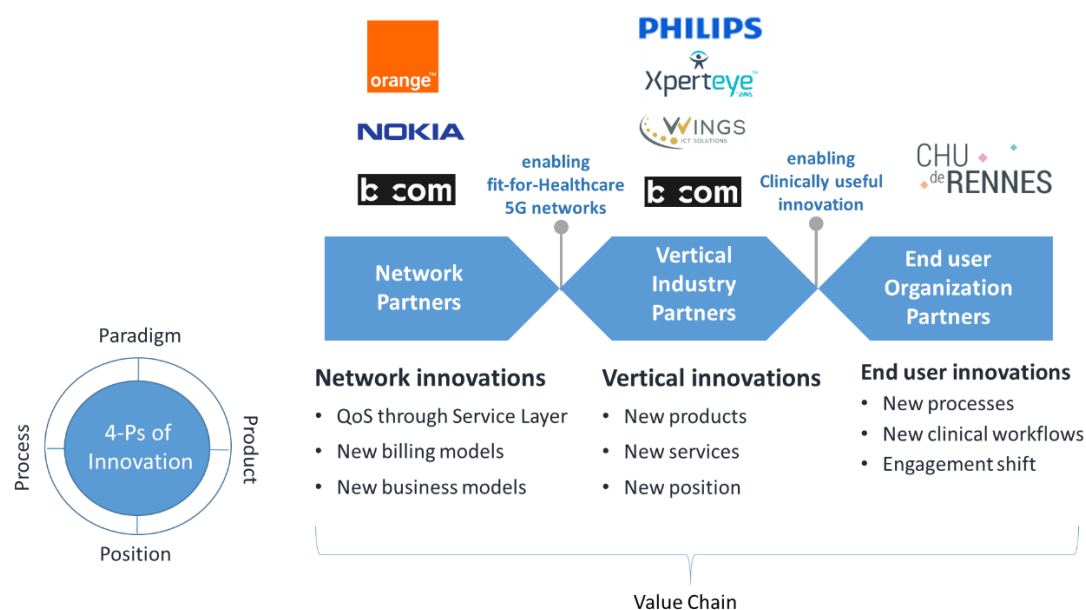 orange™
NOKIA
b com
PHILIPS
Xperteye™
AMA
WINGS
ICT SOLUTIONS
b com
CHU
de RENNES
enabling
fit-for-Healthcare
5G networks
enabling
Clinically useful
innovation
Network
Partners
Vertical
Industry
Partners
End user
Organization
Partners
Paradigm
Process
4-Ps of
Innovation
Product
Position
Network innovations
• QoS through Service Layer
• New billing models
• New business models
Vertical innovations
• New products
• New services
• New position
End user innovations
• New processes
• New clinical workflows
• Engagement shift
Value Chain